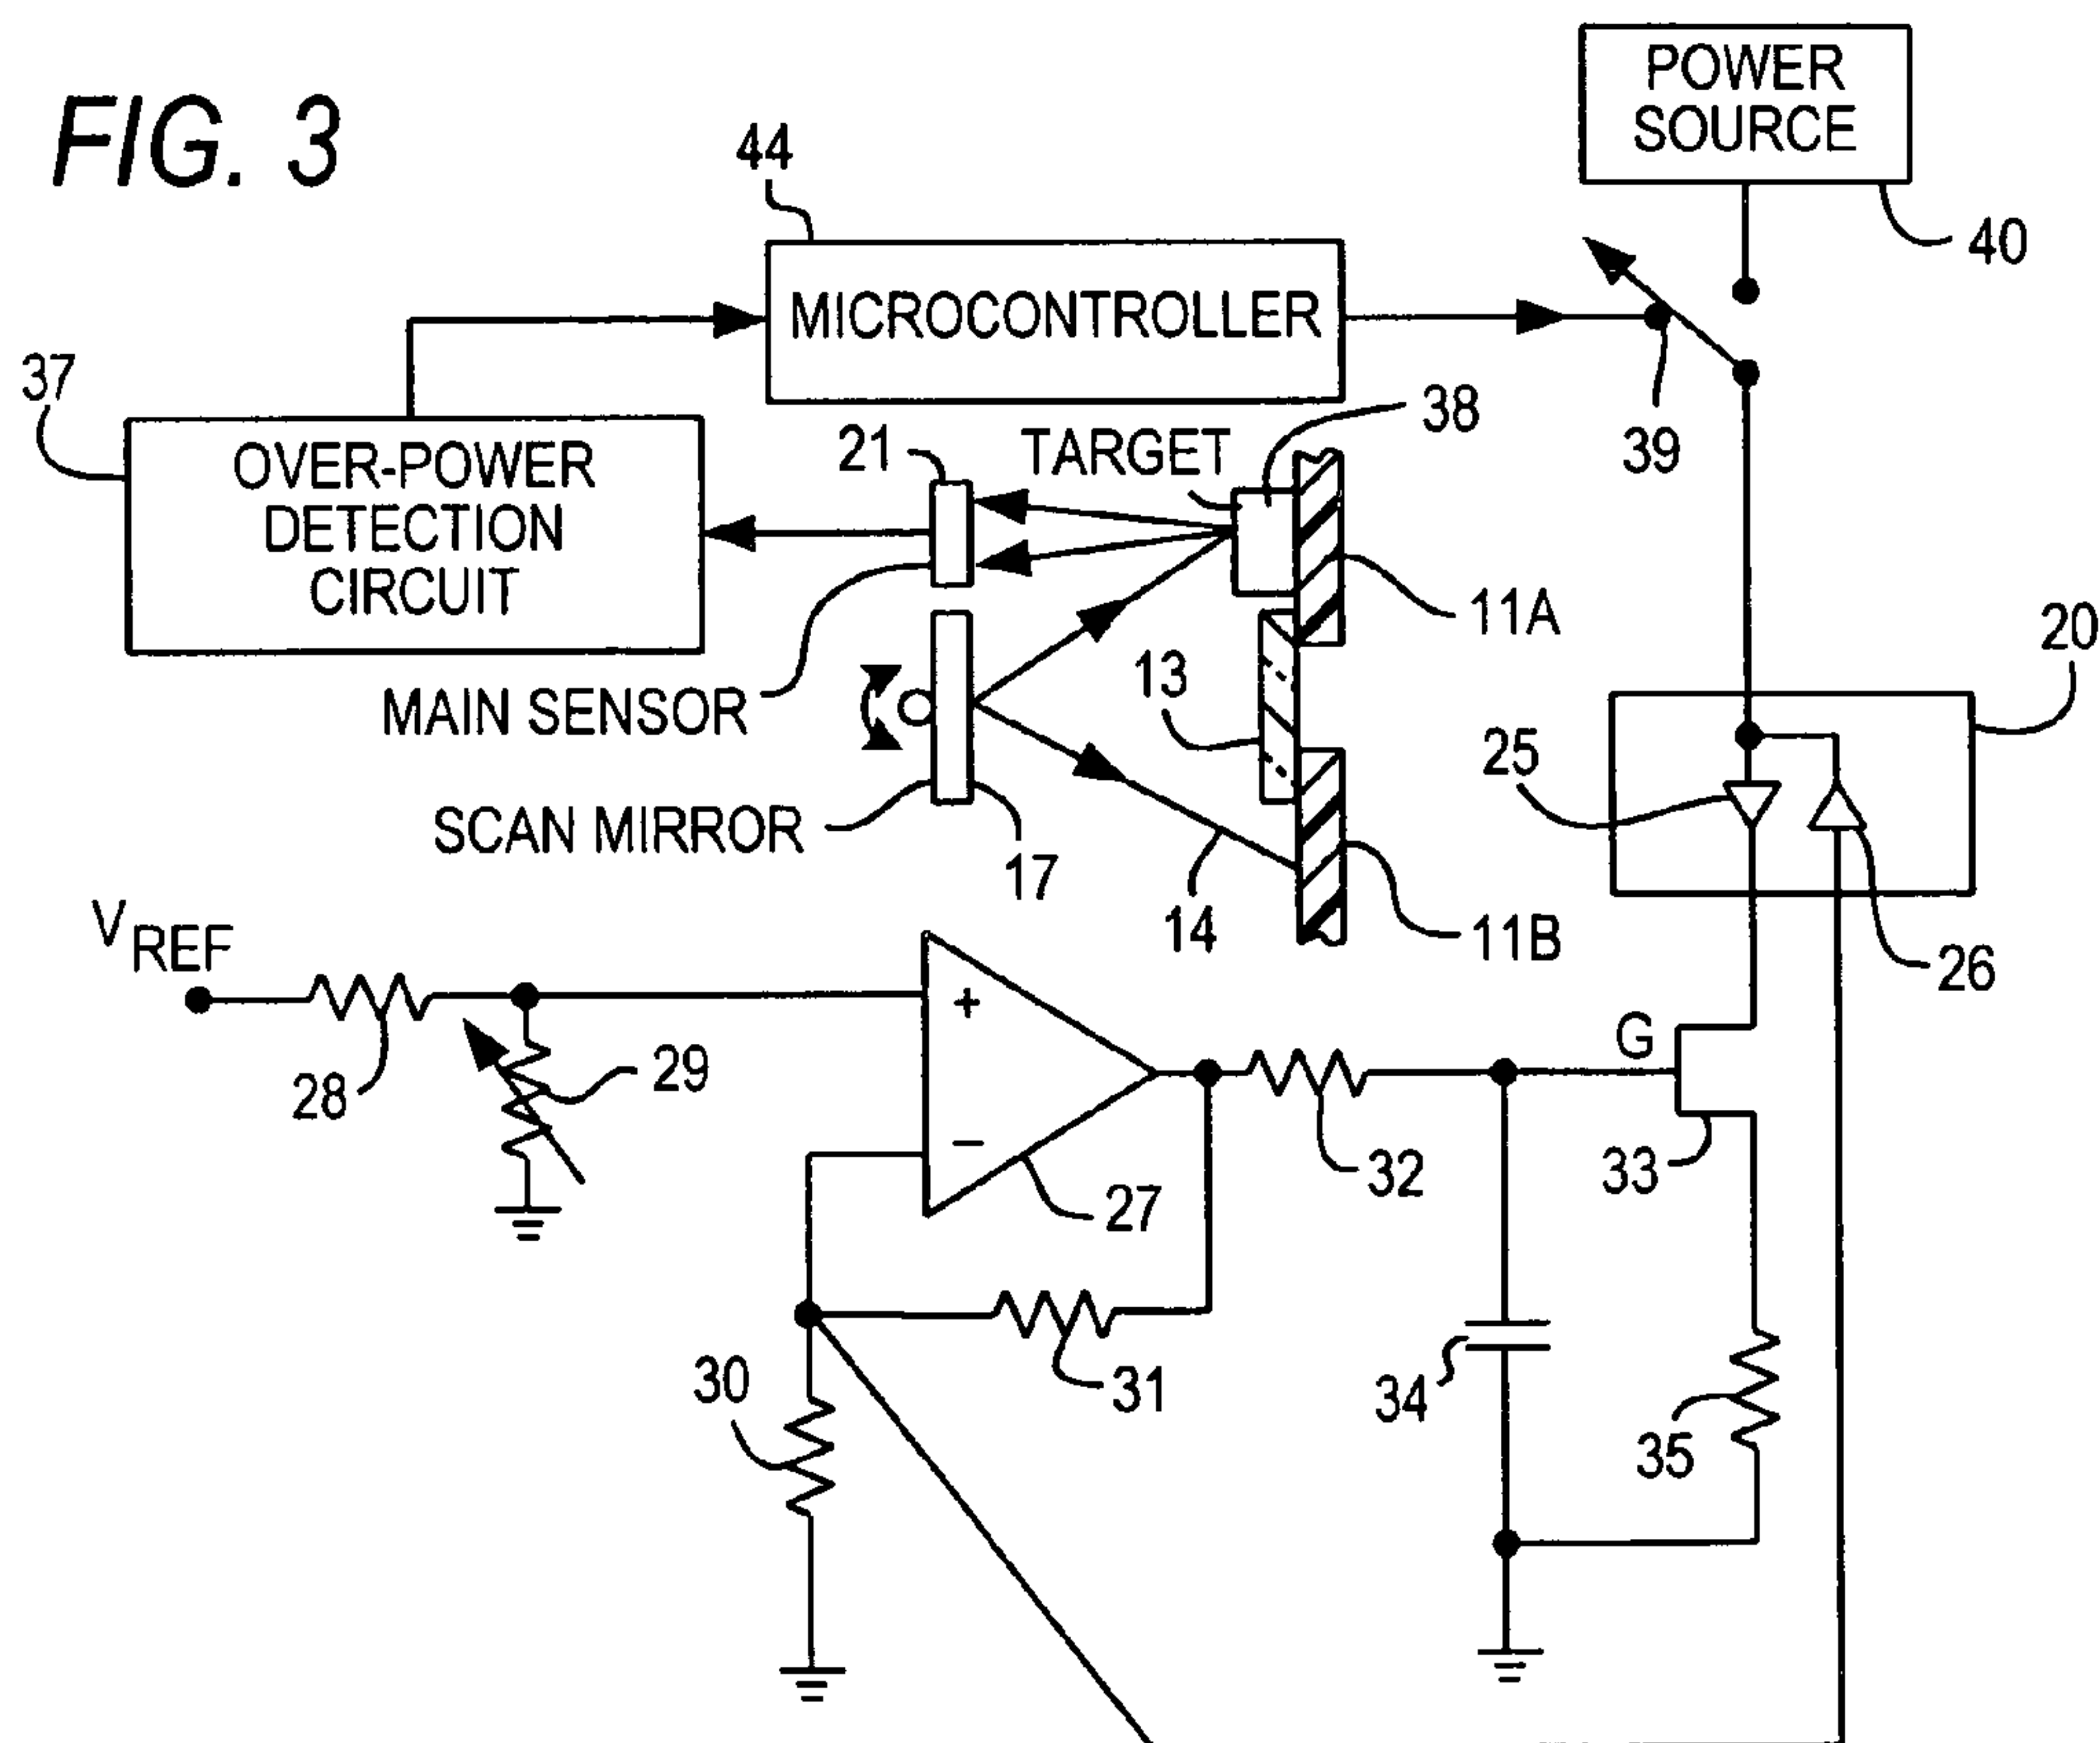 FIG. 3
POWER
SOURCE
40
44
MICROCONTROLLER
39
37
OVER-POWER
DETECTION
CIRCUIT
21
TARGET
38
11A
MAIN SENSOR
13
20
25
SCAN MIRROR
17
14
11B
26
VREF
28
29
+
−
27
32
G
33
31
30
34
35